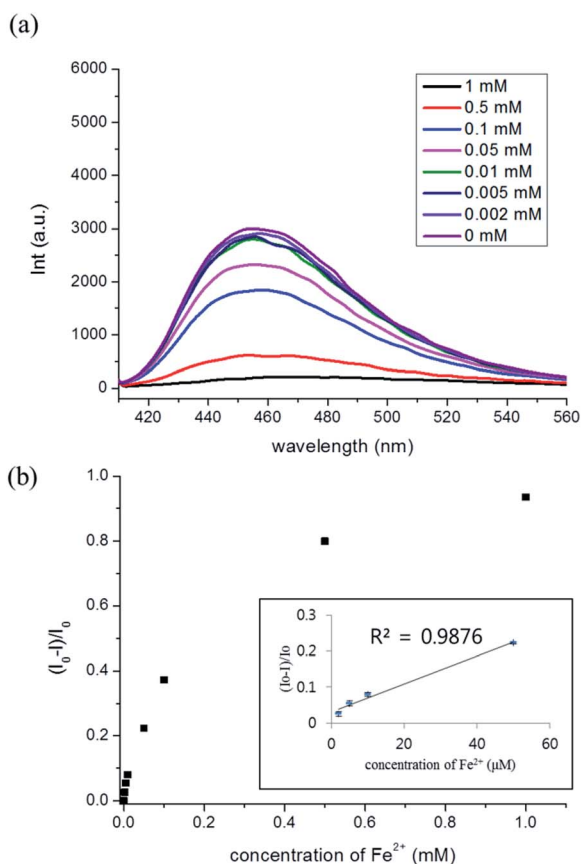 (a)
6000
5000
4000
3000
2000
1000
0
Int (a.u.)
1 mM
0.5 mM
0.1 mM
0.05 mM
0.01 mM
0.005 mM
0.002 mM
0 mM
420 440 460 480 500 520 540 560
wavelength (nm)
(b)
1.0
0.8
0.6
0.4
0.2
0.0
(I₀-I)/I₀
0.3
0.2
0.1
0
(Io-I)/Io
R² = 0.9876
0 20 40 60
concentration of Fe²⁺ (μM)
0.0 0.2 0.4 0.6 0.8 1.0
concentration of Fe²⁺ (mM)